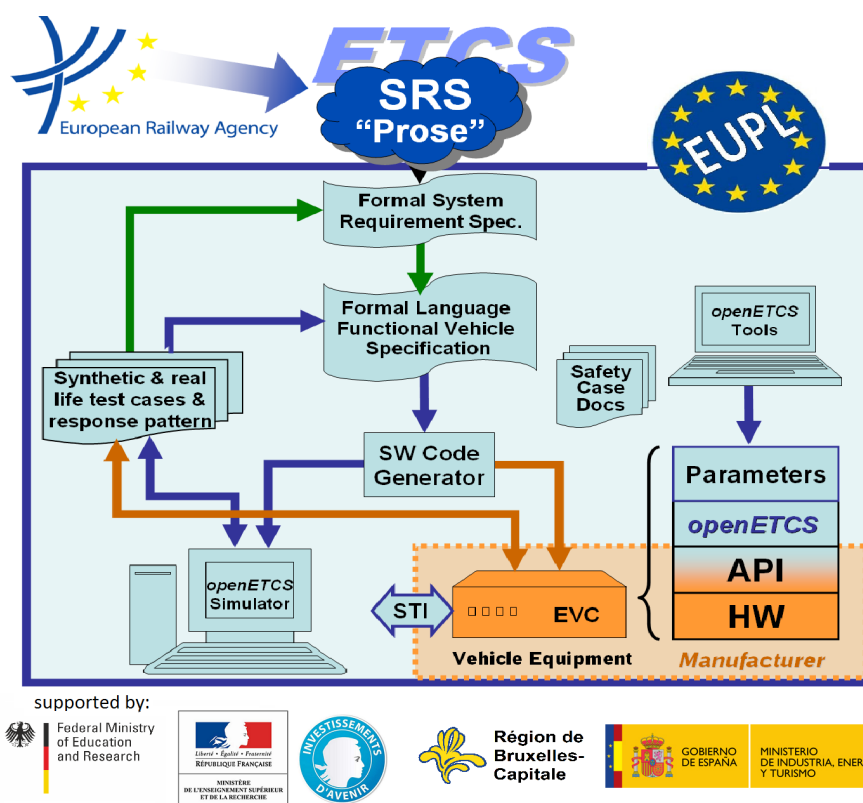 ETCS
SRS
“Prose”
European Railway Agency
EUPL
Formal System
Requirement Spec.
Formal Language
Functional Vehicle
Specification
openETCS
Tools
Synthetic & real
life test cases &
response pattern
Safety
Case
Docs
SW Code
Generator
Parameters
openETCS
API
HW
openETCS
Simulator
STI
EVC
Vehicle Equipment
Manufacturer
supported by:
Federal Ministry
of Education
and Research
Liberté • Égalité • Fraternité
RÉPUBLIQUE FRANÇAISE
MINISTÈRE
DE L'ENSEIGNEMENT SUPÉRIEUR
ET DE LA RECHERCHE
INVESTISSEMENTS
D'AVENIR
Région de
Bruxelles-
Capitale
GOBIERNO
DE ESPAÑA
MINISTERIO
DE INDUSTRIA, ENER
Y TURISMO